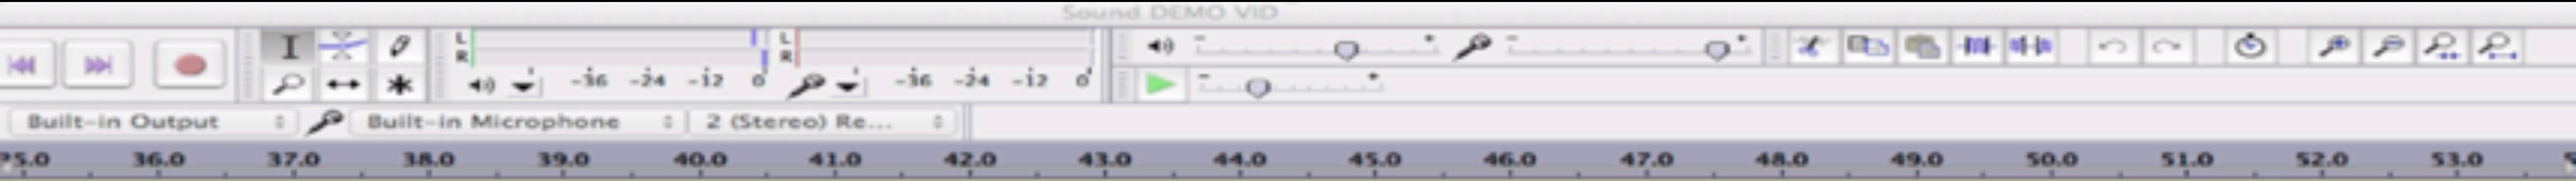 Sound DEMO VID
L
R
-36 -24 -12 0
L
R
-36 -24 -12 0
Built-in Output Built-in Microphone 2 (Stereo) Re...
35.0 36.0 37.0 38.0 39.0 40.0 41.0 42.0 43.0 44.0 45.0 46.0 47.0 48.0 49.0 50.0 51.0 52.0 53.0